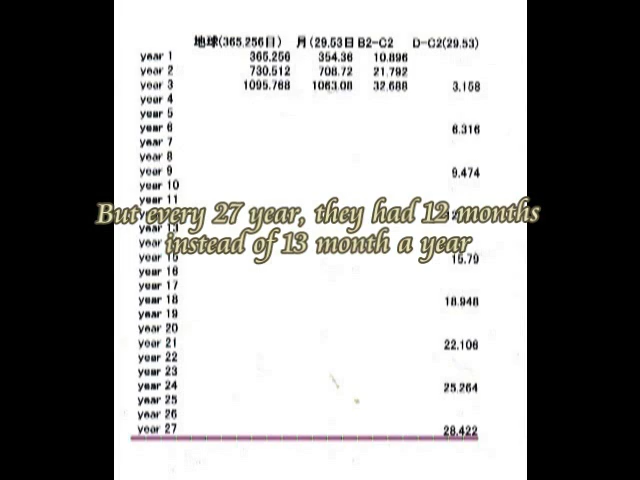 地球(365.256日) 月(29.53日 B2-C2 D-C2(29.53)
year 1 365.256 354.36 10.896
year 2 730.512 708.72 21.792
year 3 1095.768 1063.08 32.688 3.158
year 4
year 5
year 6 6.316
year 7
year 8
year 9 9.474
year 10
year 11
But every 27 year, they had 12 months
year 13
year
instead of 13 month a year
year 15 15.79
year 16
year 17
year 18 18.948
year 19
year 20
year 21 22.106
year 22
year 23
year 24 25.264
year 25
year 26
year 27 28.422